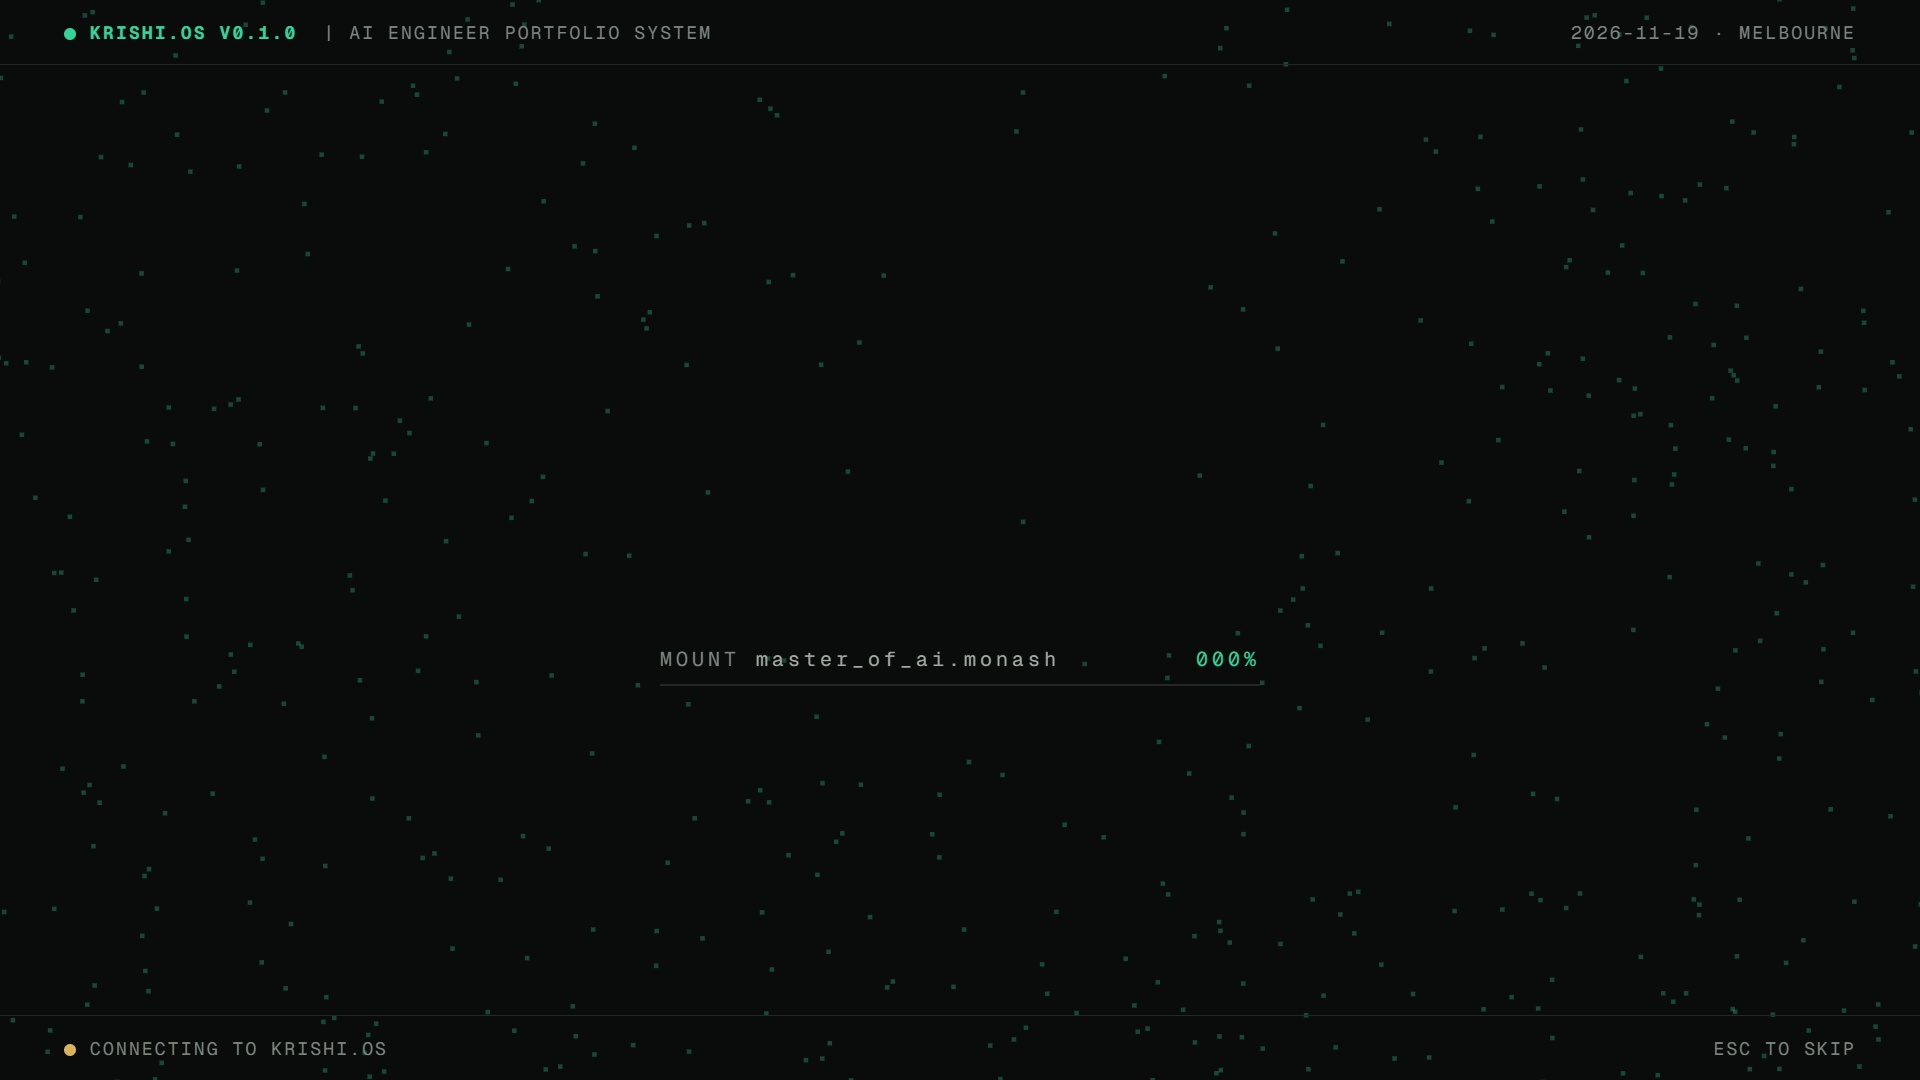 KRISHI.OS V0.1.0 | AI ENGINEER PORTFOLIO SYSTEM
2026-11-19 · MELBOURNE
MOUNT master_of_ai.monash 000%
CONNECTING TO KRISHI.OS
ESC TO SKIP